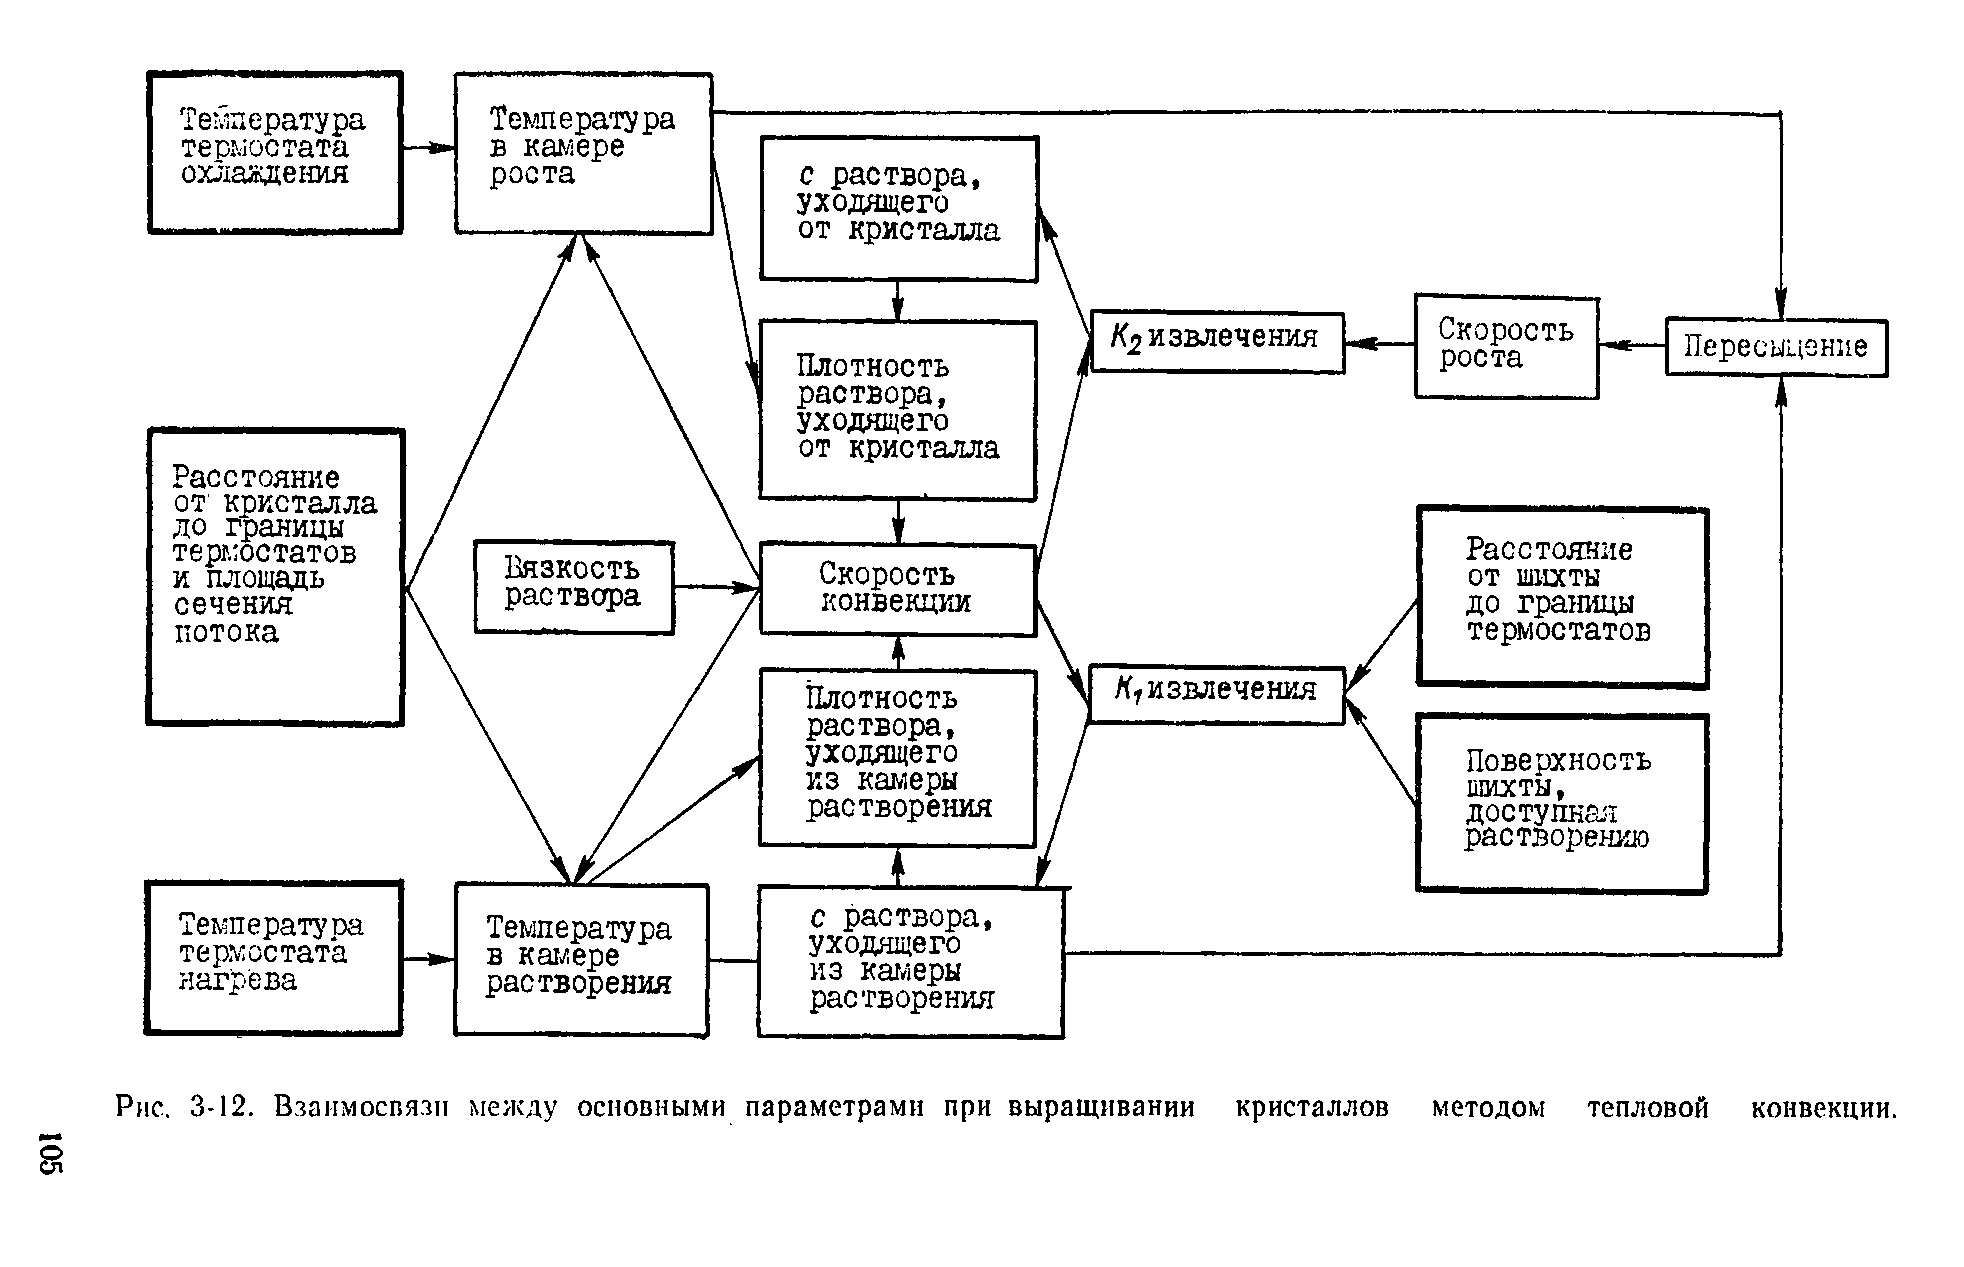 Температура
термостата
охлаждения
Температура
в камере
роста
с раствора,
уходящего
от кристалла
Плотность
раствора,
уходящего
от кристалла
K2 извлечения
Скорость
роста
Пересыщение
Расстояние
от кристалла
до границы
термостатов
и площадь
сечения
потока
Вязкость
раствора
Скорость
конвекции
Расстояние
от шихты
до границы
термостатов
Плотность
раствора,
уходящего
из камеры
растворения
K1 извлечения
Поверхность
шихты,
доступная
растворению
Температура
термостата
нагрева
Температура
в камере
растворения
с раствора,
уходящего
из камеры
растворения
Рис. 3-12. Взаимосвязи между основными параметрами при выращивании кристаллов методом тепловой конвекции.
105